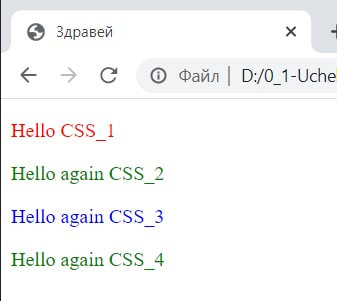 Здравей
Файл D:/0_1-Uche
Hello CSS_1
Hello again CSS_2
Hello again CSS_3
Hello again CSS_4